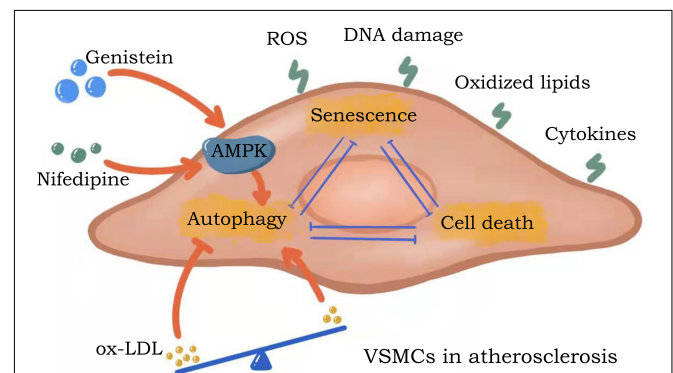 ROS
DNA damage
Genistein
Oxidized lipids
Senescence
Cytokines
AMPK
Nifedipine
Autophagy
Cell death
ox-LDL
VSMCs in atherosclerosis